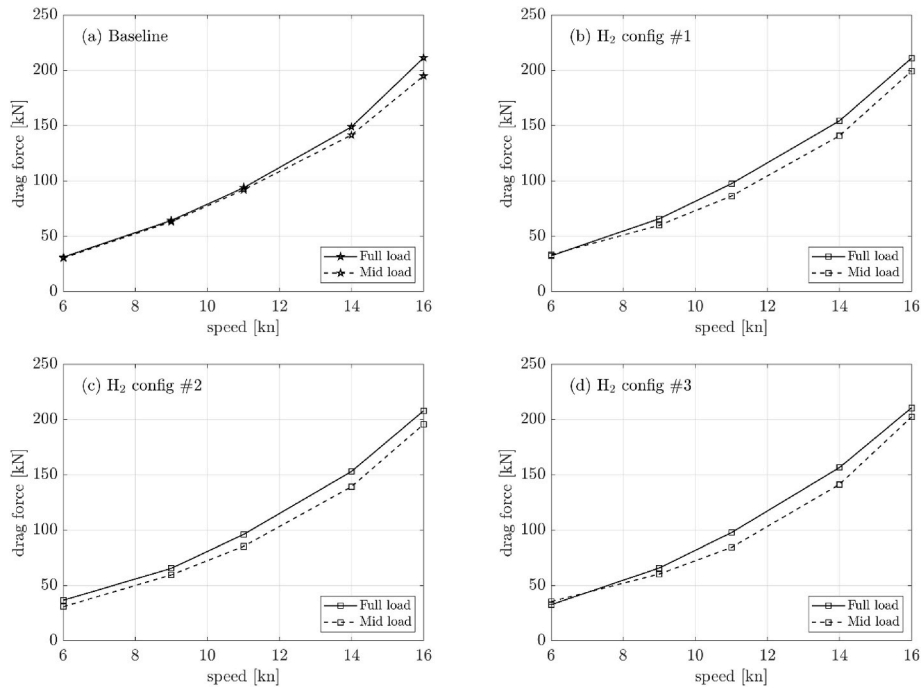 (a) Baseline
250
200
150
100
50
0
drag force [kN]
6 8 10 12 14 16
speed [kn]
Full load
Mid load
(b) H₂ config #1
250
200
150
100
50
0
drag force [kN]
6 8 10 12 14 16
speed [kn]
Full load
Mid load
(c) H₂ config #2
250
200
150
100
50
0
drag force [kN]
6 8 10 12 14 16
speed [kn]
Full load
Mid load
(d) H₂ config #3
250
200
150
100
50
0
drag force [kN]
6 8 10 12 14 16
speed [kn]
Full load
Mid load